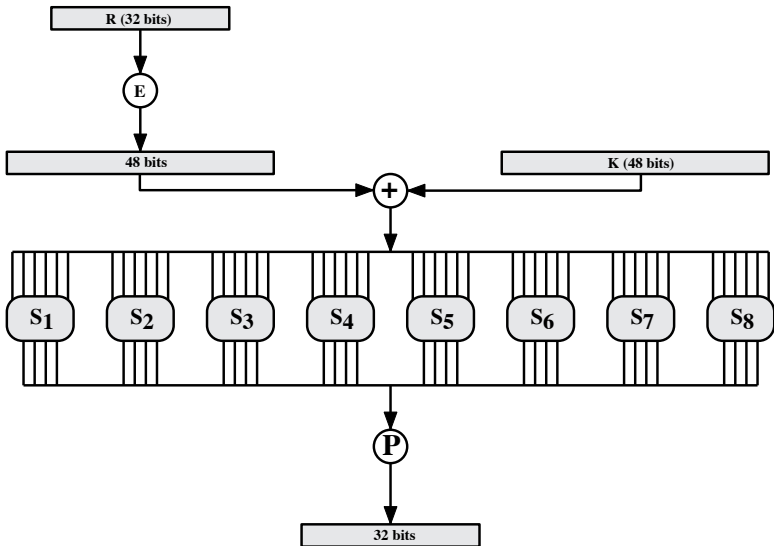 R (32 bits)
E
48 bits
K (48 bits)
+
S1 S2 S3 S4 S5 S6 S7 S8
P
32 bits